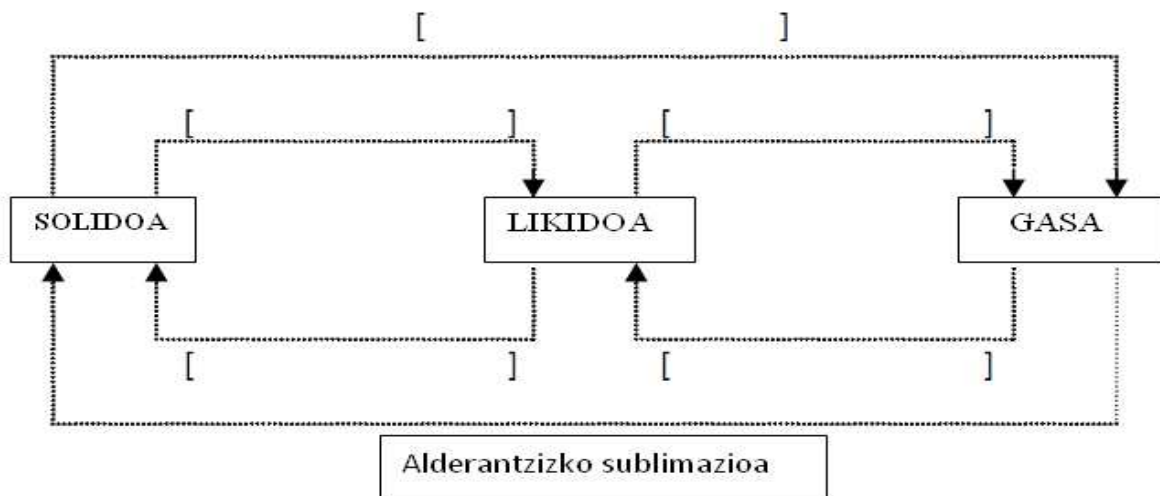 [ ]
[ ] [ ]
SOLIDOA LIKIDOA GASA
[ ] [ ]
Alderantzizko sublimazioa